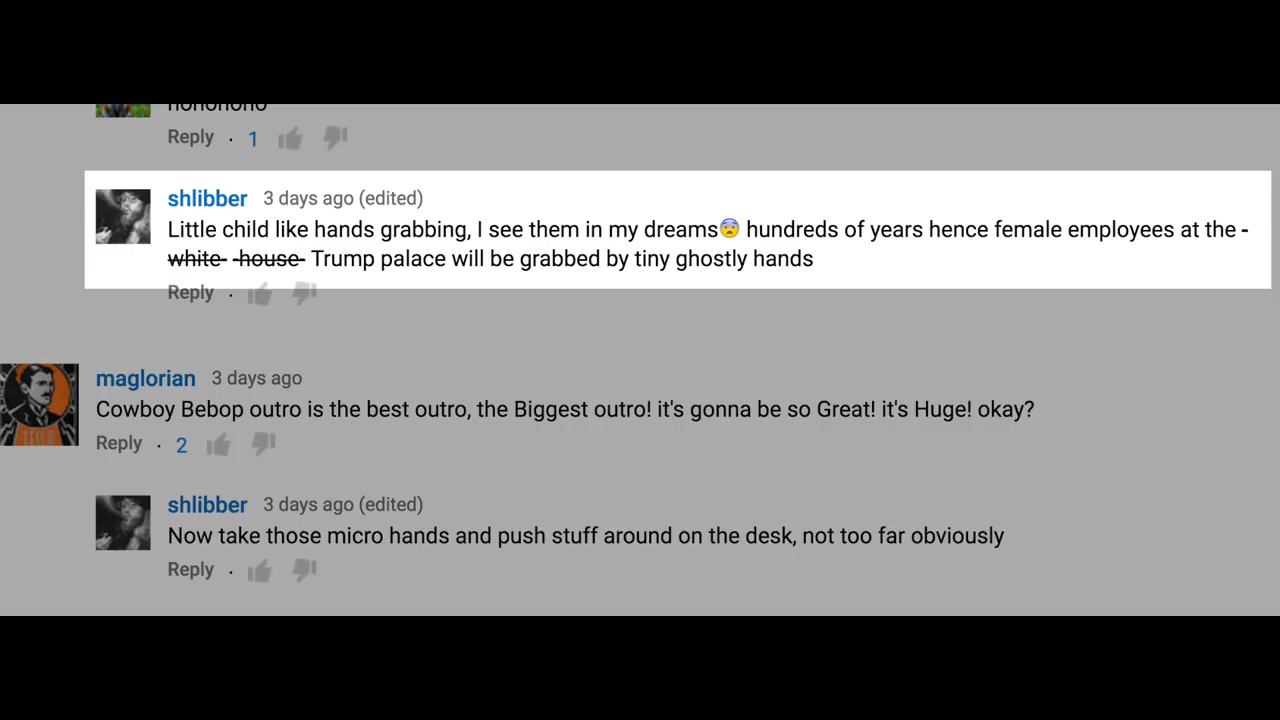 hohohoho
Reply · 1
shlibber 3 days ago (edited)
Little child like hands grabbing, I see them in my dreams😨 hundreds of years hence female employees at the -
white- -house- Trump palace will be grabbed by tiny ghostly hands
Reply ·
maglorian 3 days ago
Cowboy Bebop outro is the best outro, the Biggest outro! it's gonna be so Great! it's Huge! okay?
Reply · 2
shlibber 3 days ago (edited)
Now take those micro hands and push stuff around on the desk, not too far obviously
Reply ·